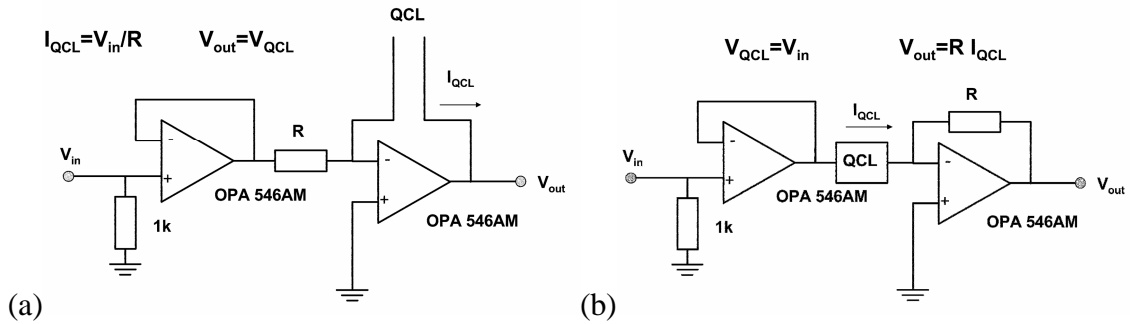 I_QCL=V_in/R
V_out=V_QCL
QCL
I_QCL
R
V_in
-
+
-
+
OPA 546AM
V_out
1k
OPA 546AM
(a)
V_QCL=V_in
V_out=R I_QCL
I_QCL
R
V_in
-
+
QCL
-
+
OPA 546AM
V_out
1k
OPA 546AM
(b)